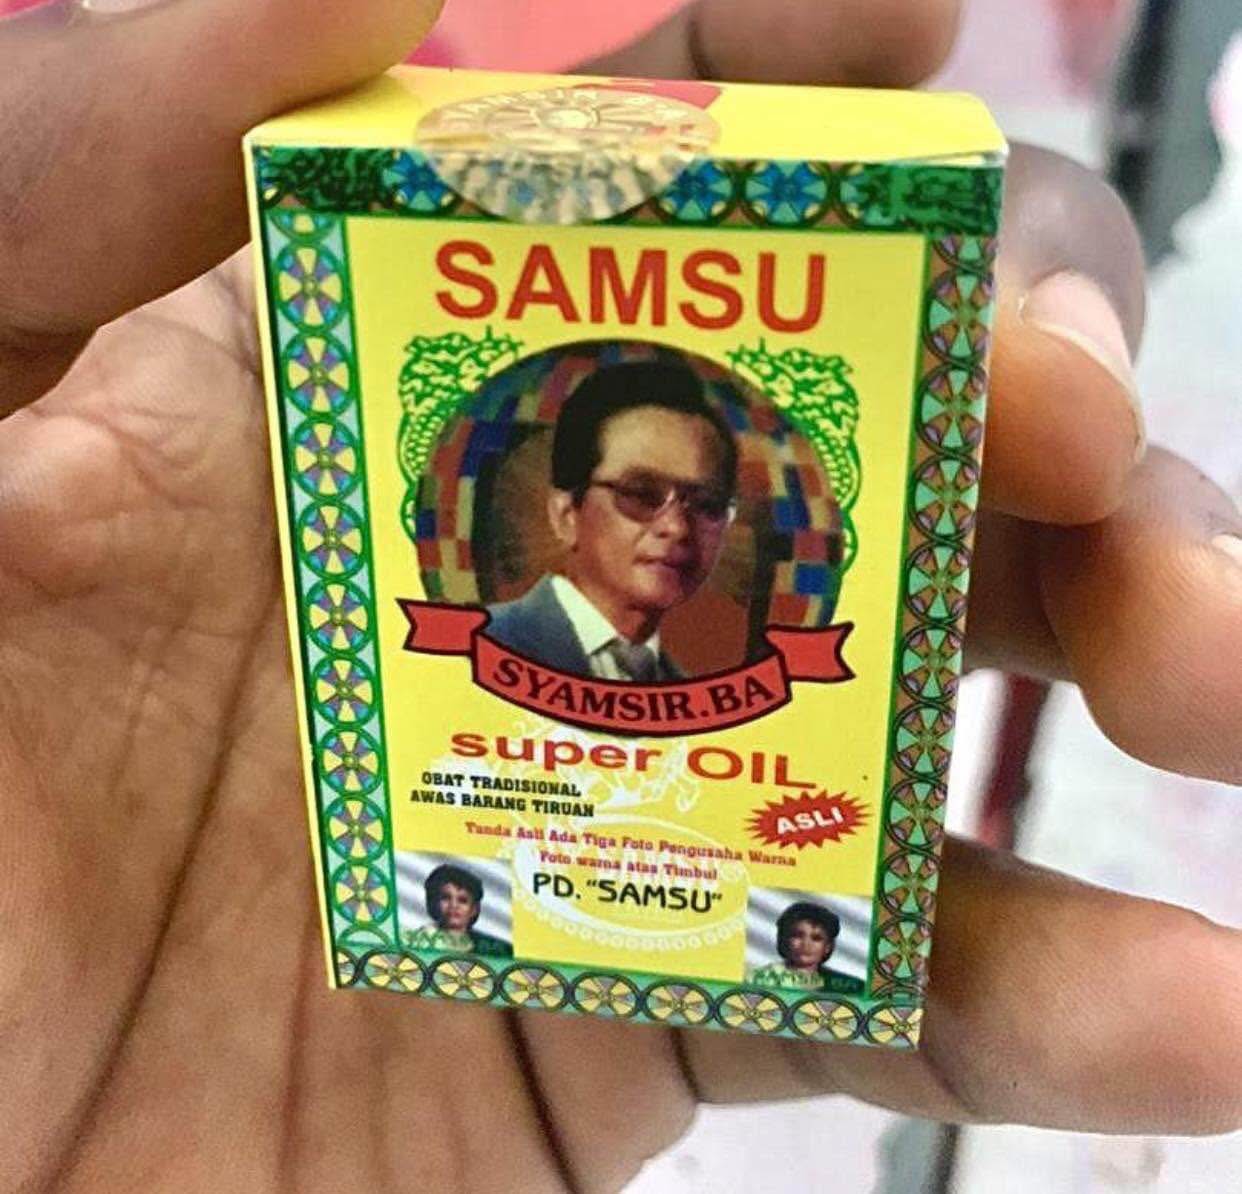 SAMSU
SYAMSIR.BA
super OIL
OBAT TRADISIONAL
AWAS BARANG TIRUAN
ASLI
Tanda Asli Ada Tiga Foto Pengusaha Warna
Foto warna atas Timbul
PD. "SAMSU"